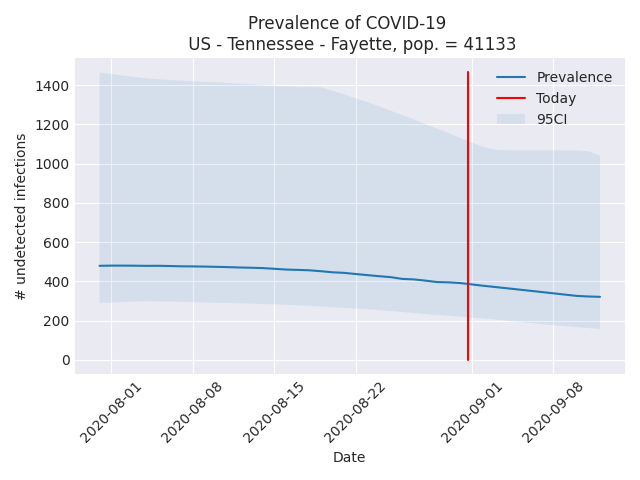 Prevalence of COVID-19
US - Tennessee - Fayette, pop. = 41133
# undetected infections
1400
1200
1000
800
600
400
200
0
Prevalence
Today
95CI
2020-08-01
2020-08-08
2020-08-15
2020-08-22
2020-09-01
2020-09-08
Date